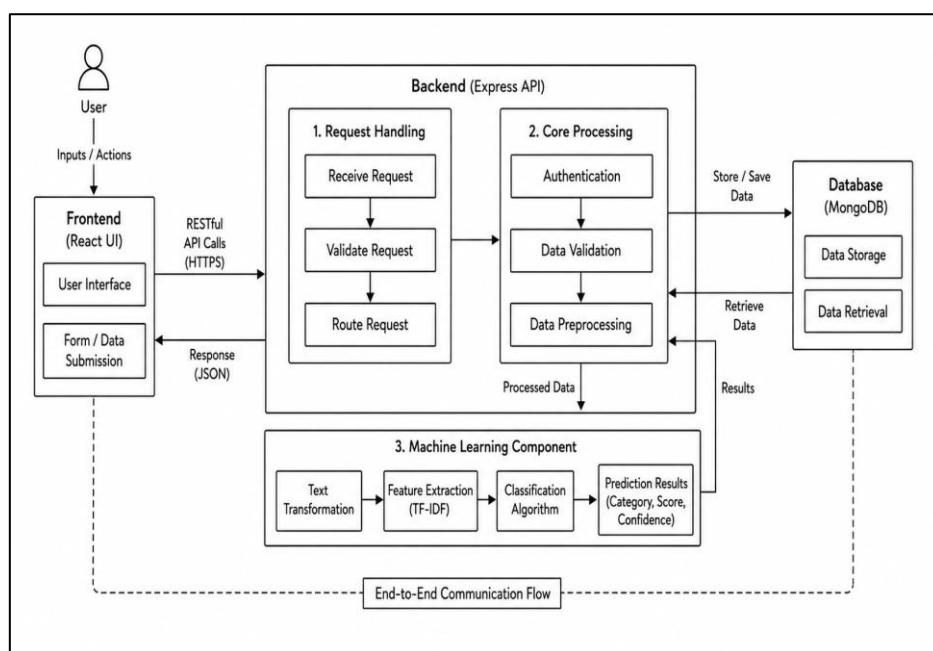 User
Inputs / Actions
Frontend
(React UI)
User Interface
Form / Data
Submission
RESTful
API Calls
(HTTPS)
Response
(JSON)
Backend (Express API)
1. Request Handling
Receive Request
Validate Request
Route Request
2. Core Processing
Authentication
Data Validation
Data Preprocessing
Processed Data
Store / Save
Data
Retrieve
Data
Results
Database
(MongoDB)
Data Storage
Data Retrieval
3. Machine Learning Component
Text
Transformation
Feature Extraction
(TF-IDF)
Classification
Algorithm
Prediction Results
(Category, Score,
Confidence)
End-to-End Communication Flow